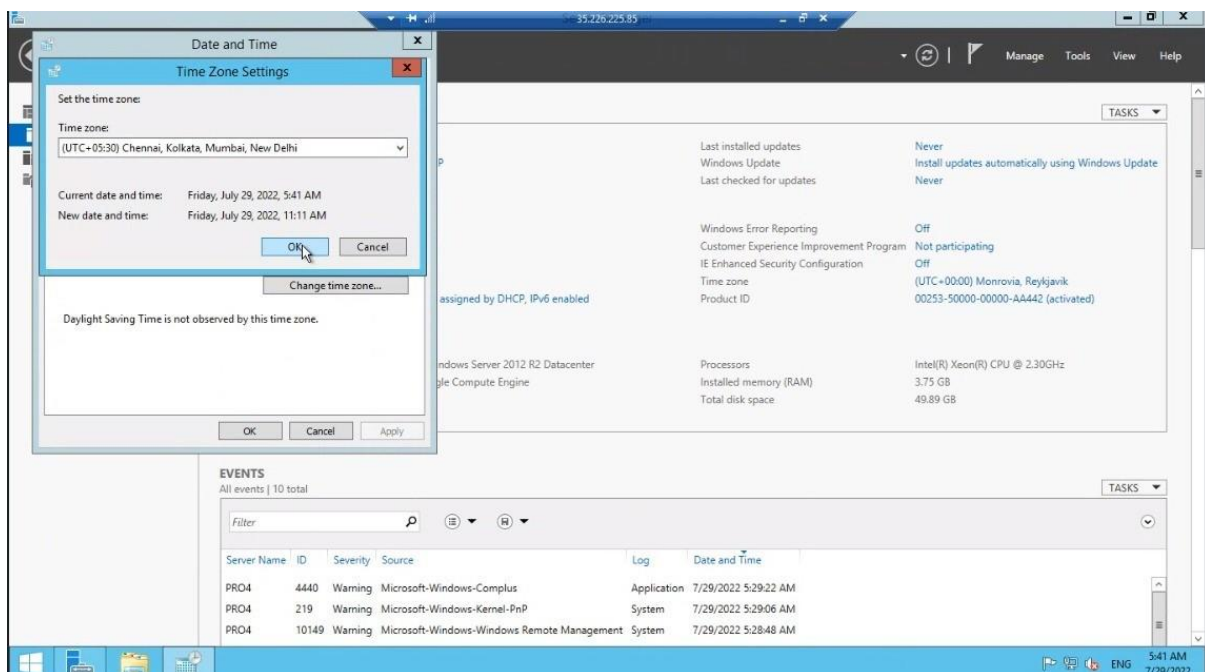 35.226.225.85
Manage Tools View Help
Date and Time
Time Zone Settings
Set the time zone:
Time zone:
(UTC+05:30) Chennai, Kolkata, Mumbai, New Delhi
Current date and time: Friday, July 29, 2022, 5:41 AM
New date and time: Friday, July 29, 2022, 11:11 AM
OK Cancel
Change time zone...
Daylight Saving Time is not observed by this time zone.
OK Cancel Apply
TASKS
Last installed updates Never
Windows Update Install updates automatically using Windows Update
Last checked for updates Never
Windows Error Reporting Off
Customer Experience Improvement Program Not participating
IE Enhanced Security Configuration Off
Time zone (UTC+00:00) Monrovia, Reykjavik
assigned by DHCP, IPv6 enabled Product ID 00253-50000-00000-AA442 (activated)
ndows Server 2012 R2 Datacenter Processors Intel(R) Xeon(R) CPU @ 2.30GHz
gle Compute Engine Installed memory (RAM) 3.75 GB
Total disk space 49.89 GB
EVENTS
All events | 10 total
TASKS
Filter
Server Name ID Severity Source Log Date and Time
PRO4 4440 Warning Microsoft-Windows-Complus Application 7/29/2022 5:29:22 AM
PRO4 219 Warning Microsoft-Windows-Kernel-PnP System 7/29/2022 5:29:06 AM
PRO4 10149 Warning Microsoft-Windows-Windows Remote Management System 7/29/2022 5:28:48 AM
ENG 5:41 AM
7/29/2022